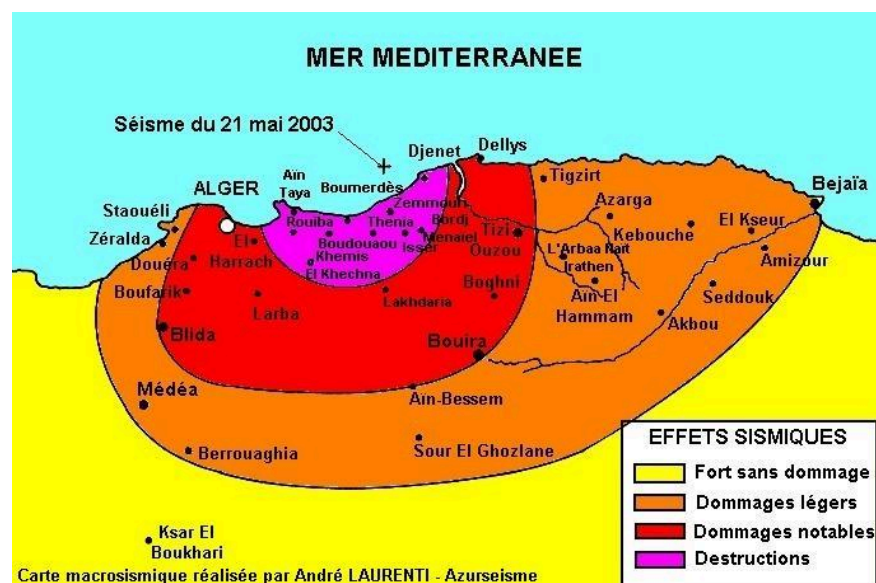 MER MEDITERRANEE
Séisme du 21 mai 2003
Djenet
Dellys
Aïn
Taya
Boumerdès
Tigzirt
ALGER
Zemmouri
Bejaïa
Staouéli
Azarga
Rouiba
Thenia
Bordj
Menaiel
El Kseur
Zéralda
El
Harrach
Boudouaou
Isser
Tizi
Ouzou
Kebouche
Douéra
Khemis
El Khechna
L'Arbaa Nait
Irathen
Amizour
Boufarik
Larba
Lakhdaria
Boghni
Aïn El
Hammam
Seddouk
Blida
Akbou
Bouira
Médéa
Aïn-Bessem
Berrouaghia
Sour El Ghozlane
EFFETS SISMIQUES
Fort sans dommage
Dommages légers
Dommages notables
Destructions
Ksar El
Boukhari
Carte macrosismique réalisée par André LAURENTI - Azurseisme